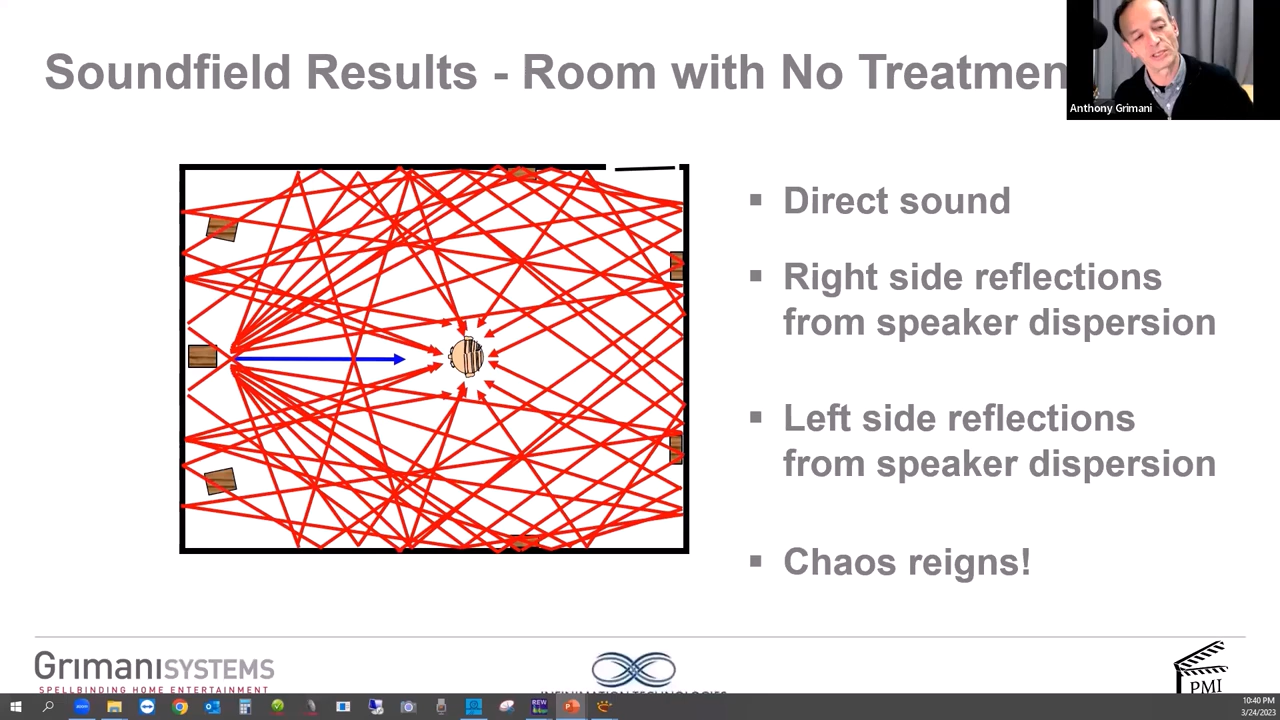 Soundfield Results - Room with No Treatmen
Anthony Grimani
Direct sound
Right side reflections
from speaker dispersion
Left side reflections
from speaker dispersion
Chaos reigns!
GRIMANISYSTEMS
SPELLBINDING HOME ENTERTAINMENT
PMI
REW
10:40 PM
3/24/2023